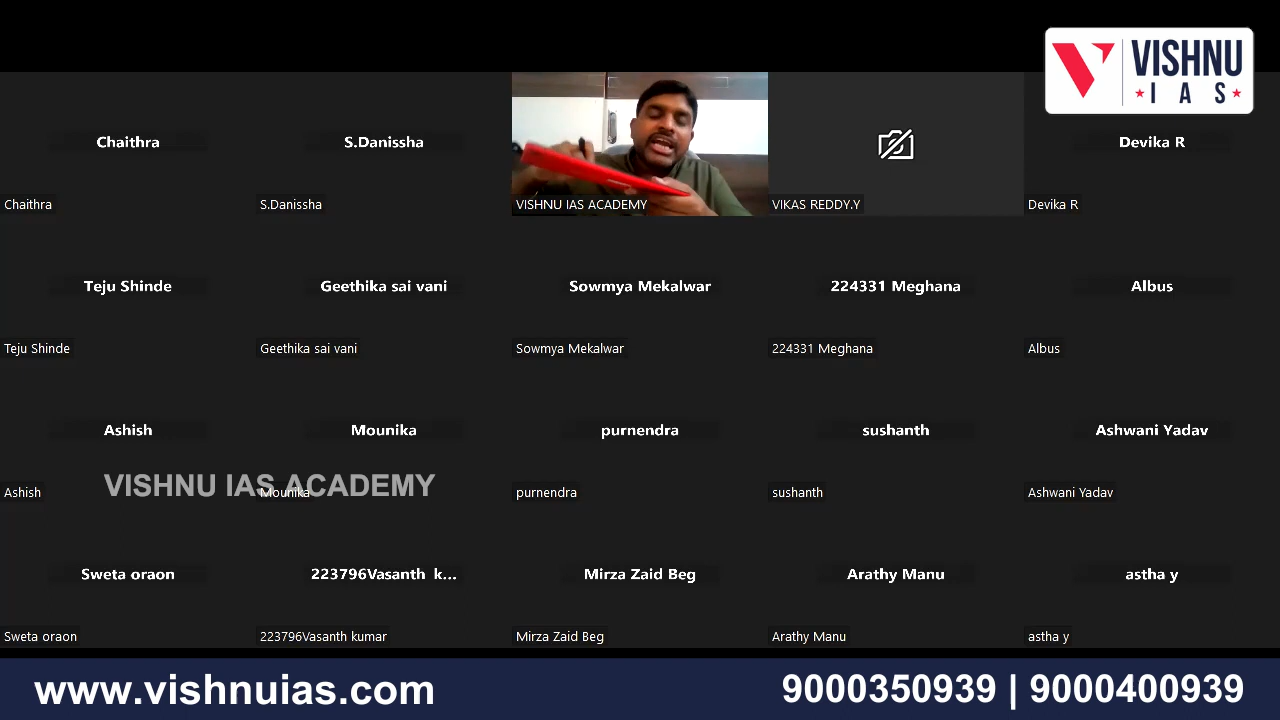 VISHNU
IAS
Chaithra
S.Danissha
Devika R
Chaithra
S.Danissha
VISHNU IAS ACADEMY
VIKAS REDDY.Y
Devika R
Teju Shinde
Geethika sai vani
Sowmya Mekalwar
224331 Meghana
Albus
Teju Shinde
Geethika sai vani
Sowmya Mekalwar
224331 Meghana
Albus
Ashish
Mounika
purnendra
sushanth
Ashwani Yadav
VISHNU IAS ACADEMY
Ashish
Mounika
purnendra
sushanth
Ashwani Yadav
Sweta oraon
223796Vasanth k...
Mirza Zaid Beg
Arathy Manu
astha y
Sweta oraon
223796Vasanth kumar
Mirza Zaid Beg
Arathy Manu
astha y
www.vishnuias.com
9000350939 | 9000400939